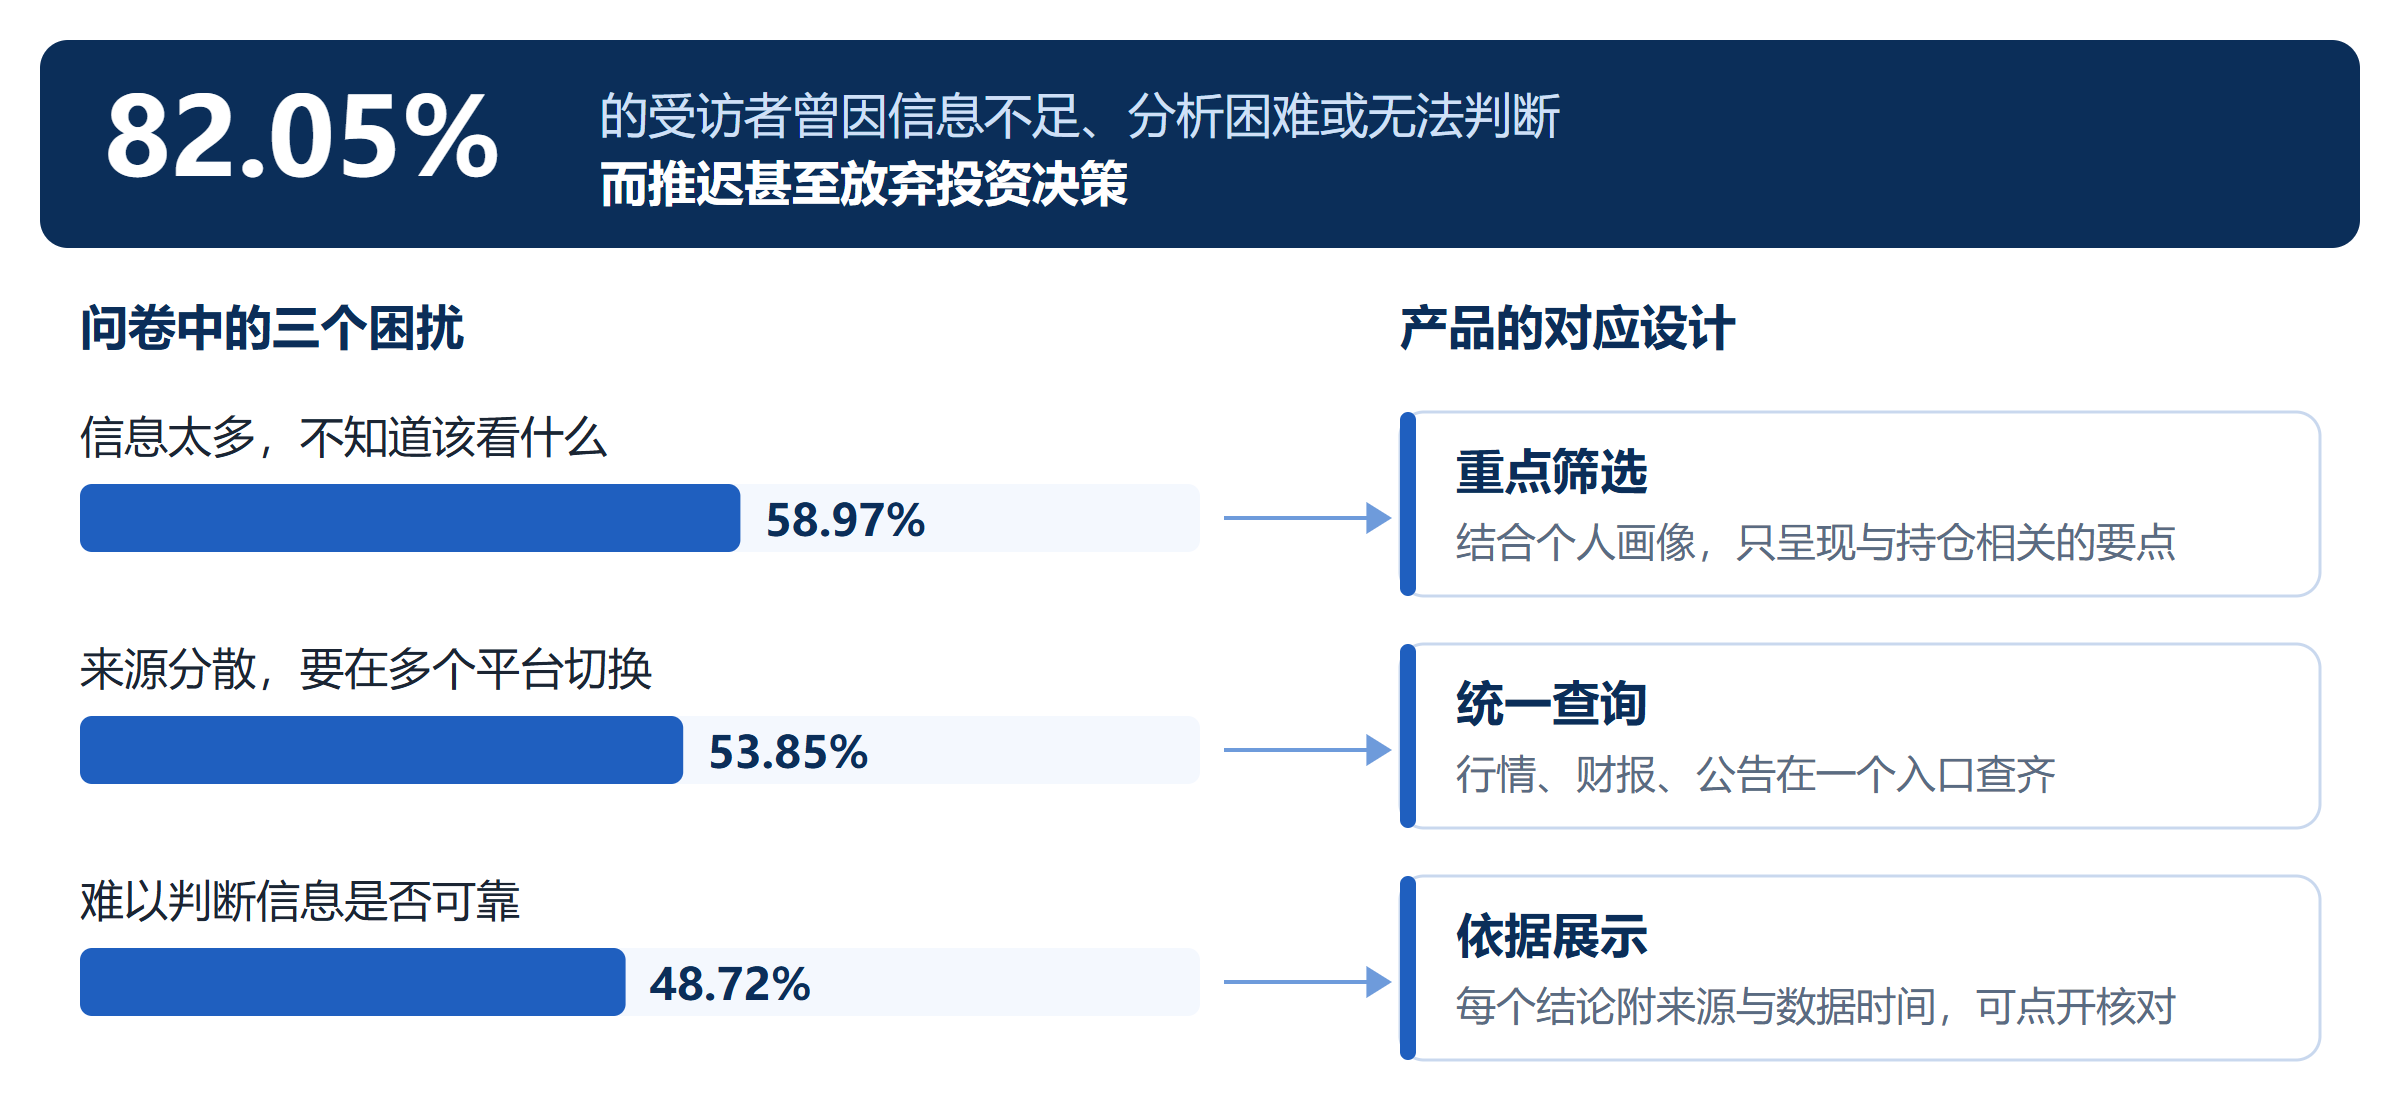 82.05%
的受访者曾因信息不足、分析困难或无法判断
而推迟甚至放弃投资决策
问卷中的三个困扰
产品的对应设计
信息太多，不知道该看什么
58.97%
重点筛选
结合个人画像，只呈现与持仓相关的要点
来源分散，要在多个平台切换
53.85%
统一查询
行情、财报、公告在一个入口查齐
难以判断信息是否可靠
48.72%
依据展示
每个结论附来源与数据时间，可点开核对